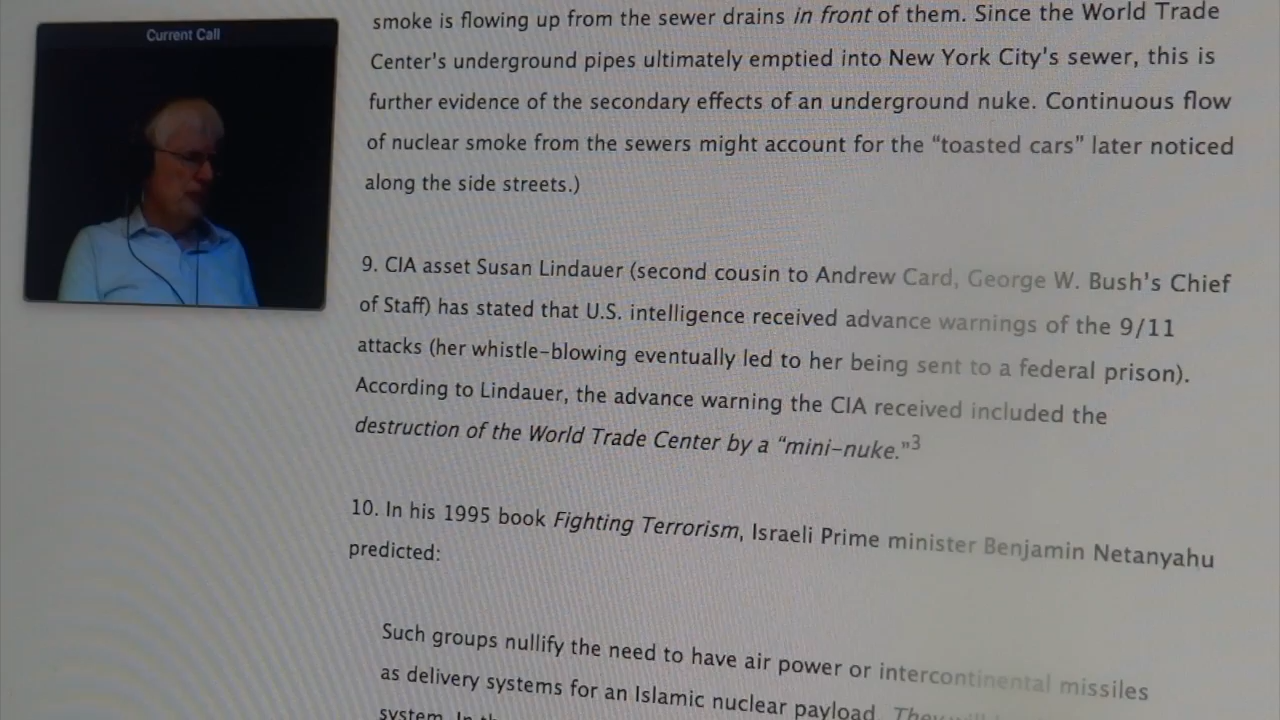 Current Call
smoke is flowing up from the sewer drains in front of them. Since the World Trade
Center's underground pipes ultimately emptied into New York City's sewer, this is
further evidence of the secondary effects of an underground nuke. Continuous flow
of nuclear smoke from the sewers might account for the “toasted cars” later noticed
along the side streets.)
9. CIA asset Susan Lindauer (second cousin to Andrew Card, George W. Bush's Chief
of Staff) has stated that U.S. intelligence received advance warnings of the 9/11
attacks (her whistle-blowing eventually led to her being sent to a federal prison).
According to Lindauer, the advance warning the CIA received included the
destruction of the World Trade Center by a “mini-nuke.”3
10. In his 1995 book Fighting Terrorism, Israeli Prime minister Benjamin Netanyahu
predicted:
Such groups nullify the need to have air power or intercontinental missiles
as delivery systems for an Islamic nuclear payload. They
system. In